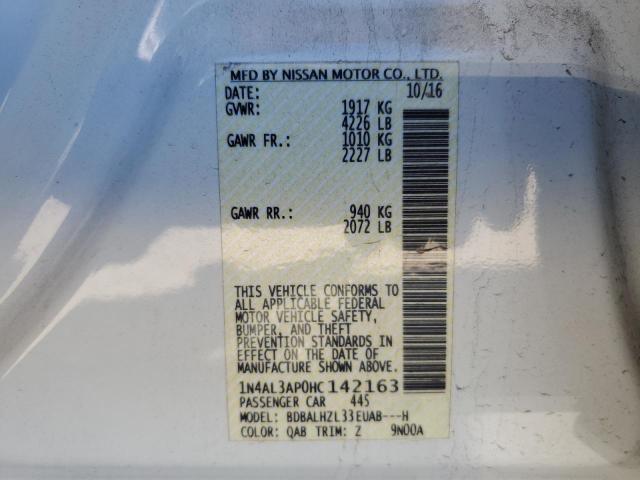 MFD BY NISSAN MOTOR CO., LTD.
DATE: 10/16
GVWR: 1917 KG
4226 LB
GAWR FR.: 1010 KG
2227 LB
GAWR RR.: 940 KG
2072 LB
THIS VEHICLE CONFORMS TO
ALL APPLICABLE FEDERAL
MOTOR VEHICLE SAFETY,
BUMPER, AND THEFT
PREVENTION STANDARDS IN
EFFECT ON THE DATE OF
MANUFACTURE SHOWN ABOVE.
1N4AL3AP0HC142163
PASSENGER CAR 445
MODEL: BDBALHZL33EUAB---H
COLOR: QAB TRIM: Z 9N00A